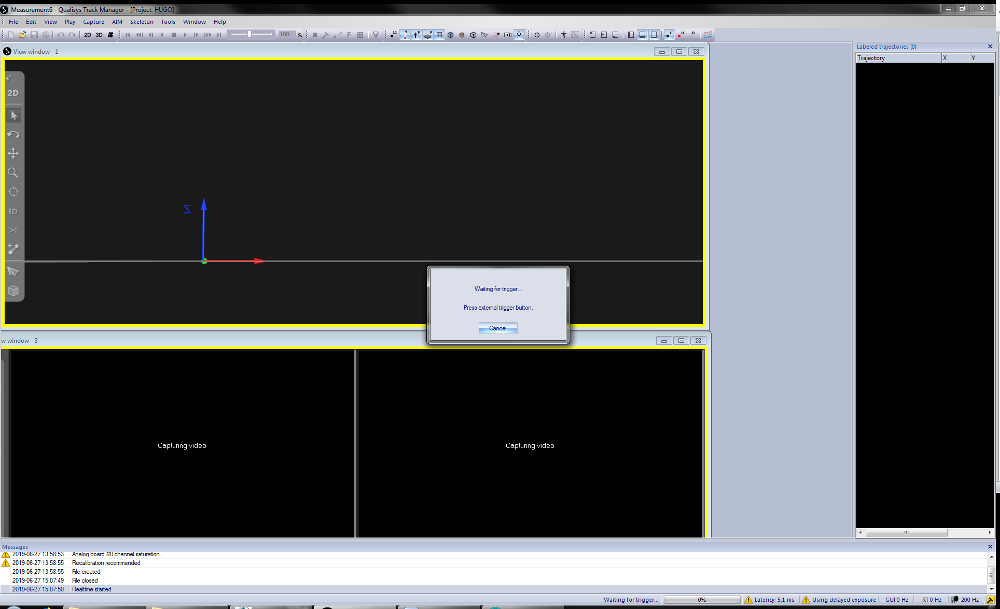 Measurement6 - Qualisys Track Manager - [Project: HUGO]
File Edit View Play Capture AIM Skeleton Tools Window Help
2D 3D 100 % F L2 F F L U D
View window - 1
Labeled trajectories (0)
Trajectory X Y
2D
ID
Z
Waiting for trigger...
Press external trigger button.
Cancel
w window - 3
Capturing video Capturing video
Messages
2019-06-27 13:58:53 Analog board #0 channel saturation.
2019-06-27 13:58:55 Recalibration recommended
2019-06-27 13:58:55 File created
2019-06-27 15:07:49 File closed
2019-06-27 15:07:50 Realtime started
Waiting for trigger... 0% Latency: 5.1 ms Using delayed exposure GUI 0 Hz RT 0 Hz 200 Hz